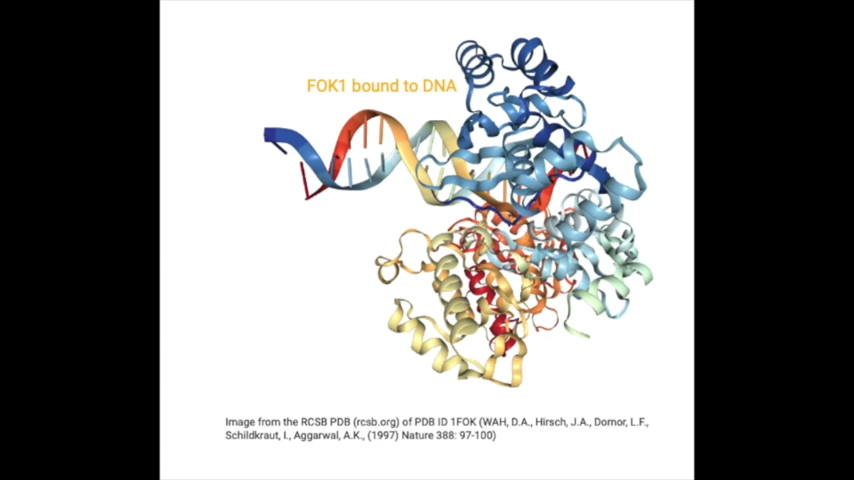 FOK1 bound to DNA
Image from the RCSB PDB (rcsb.org) of PDB ID 1FOK (WAH, D.A., Hirsch, J.A., Dornor, L.F.,
Schildkraut, I., Aggarwal, A.K., (1997) Nature 388: 97-100)